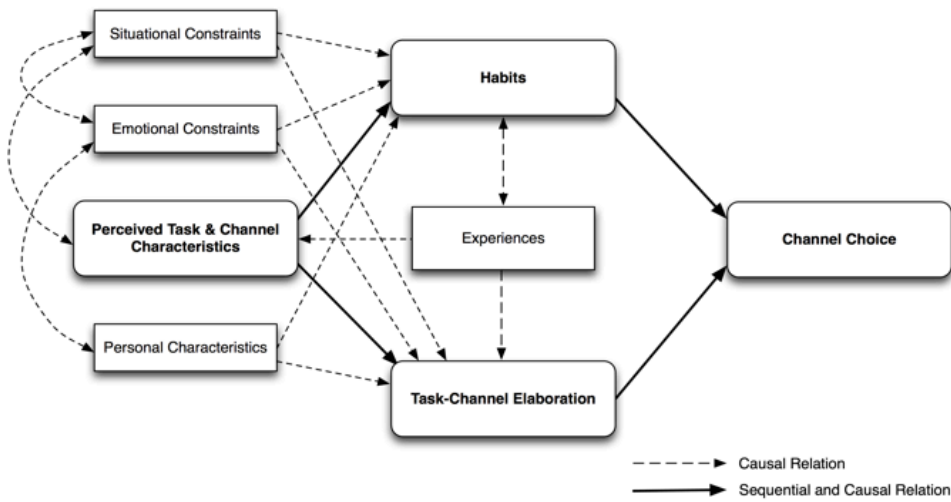 Situational Constraints
Habits
Emotional Constraints
Perceived Task & Channel
Characteristics
Experiences
Channel Choice
Personal Characteristics
Task-Channel Elaboration
Causal Relation
Sequential and Causal Relation